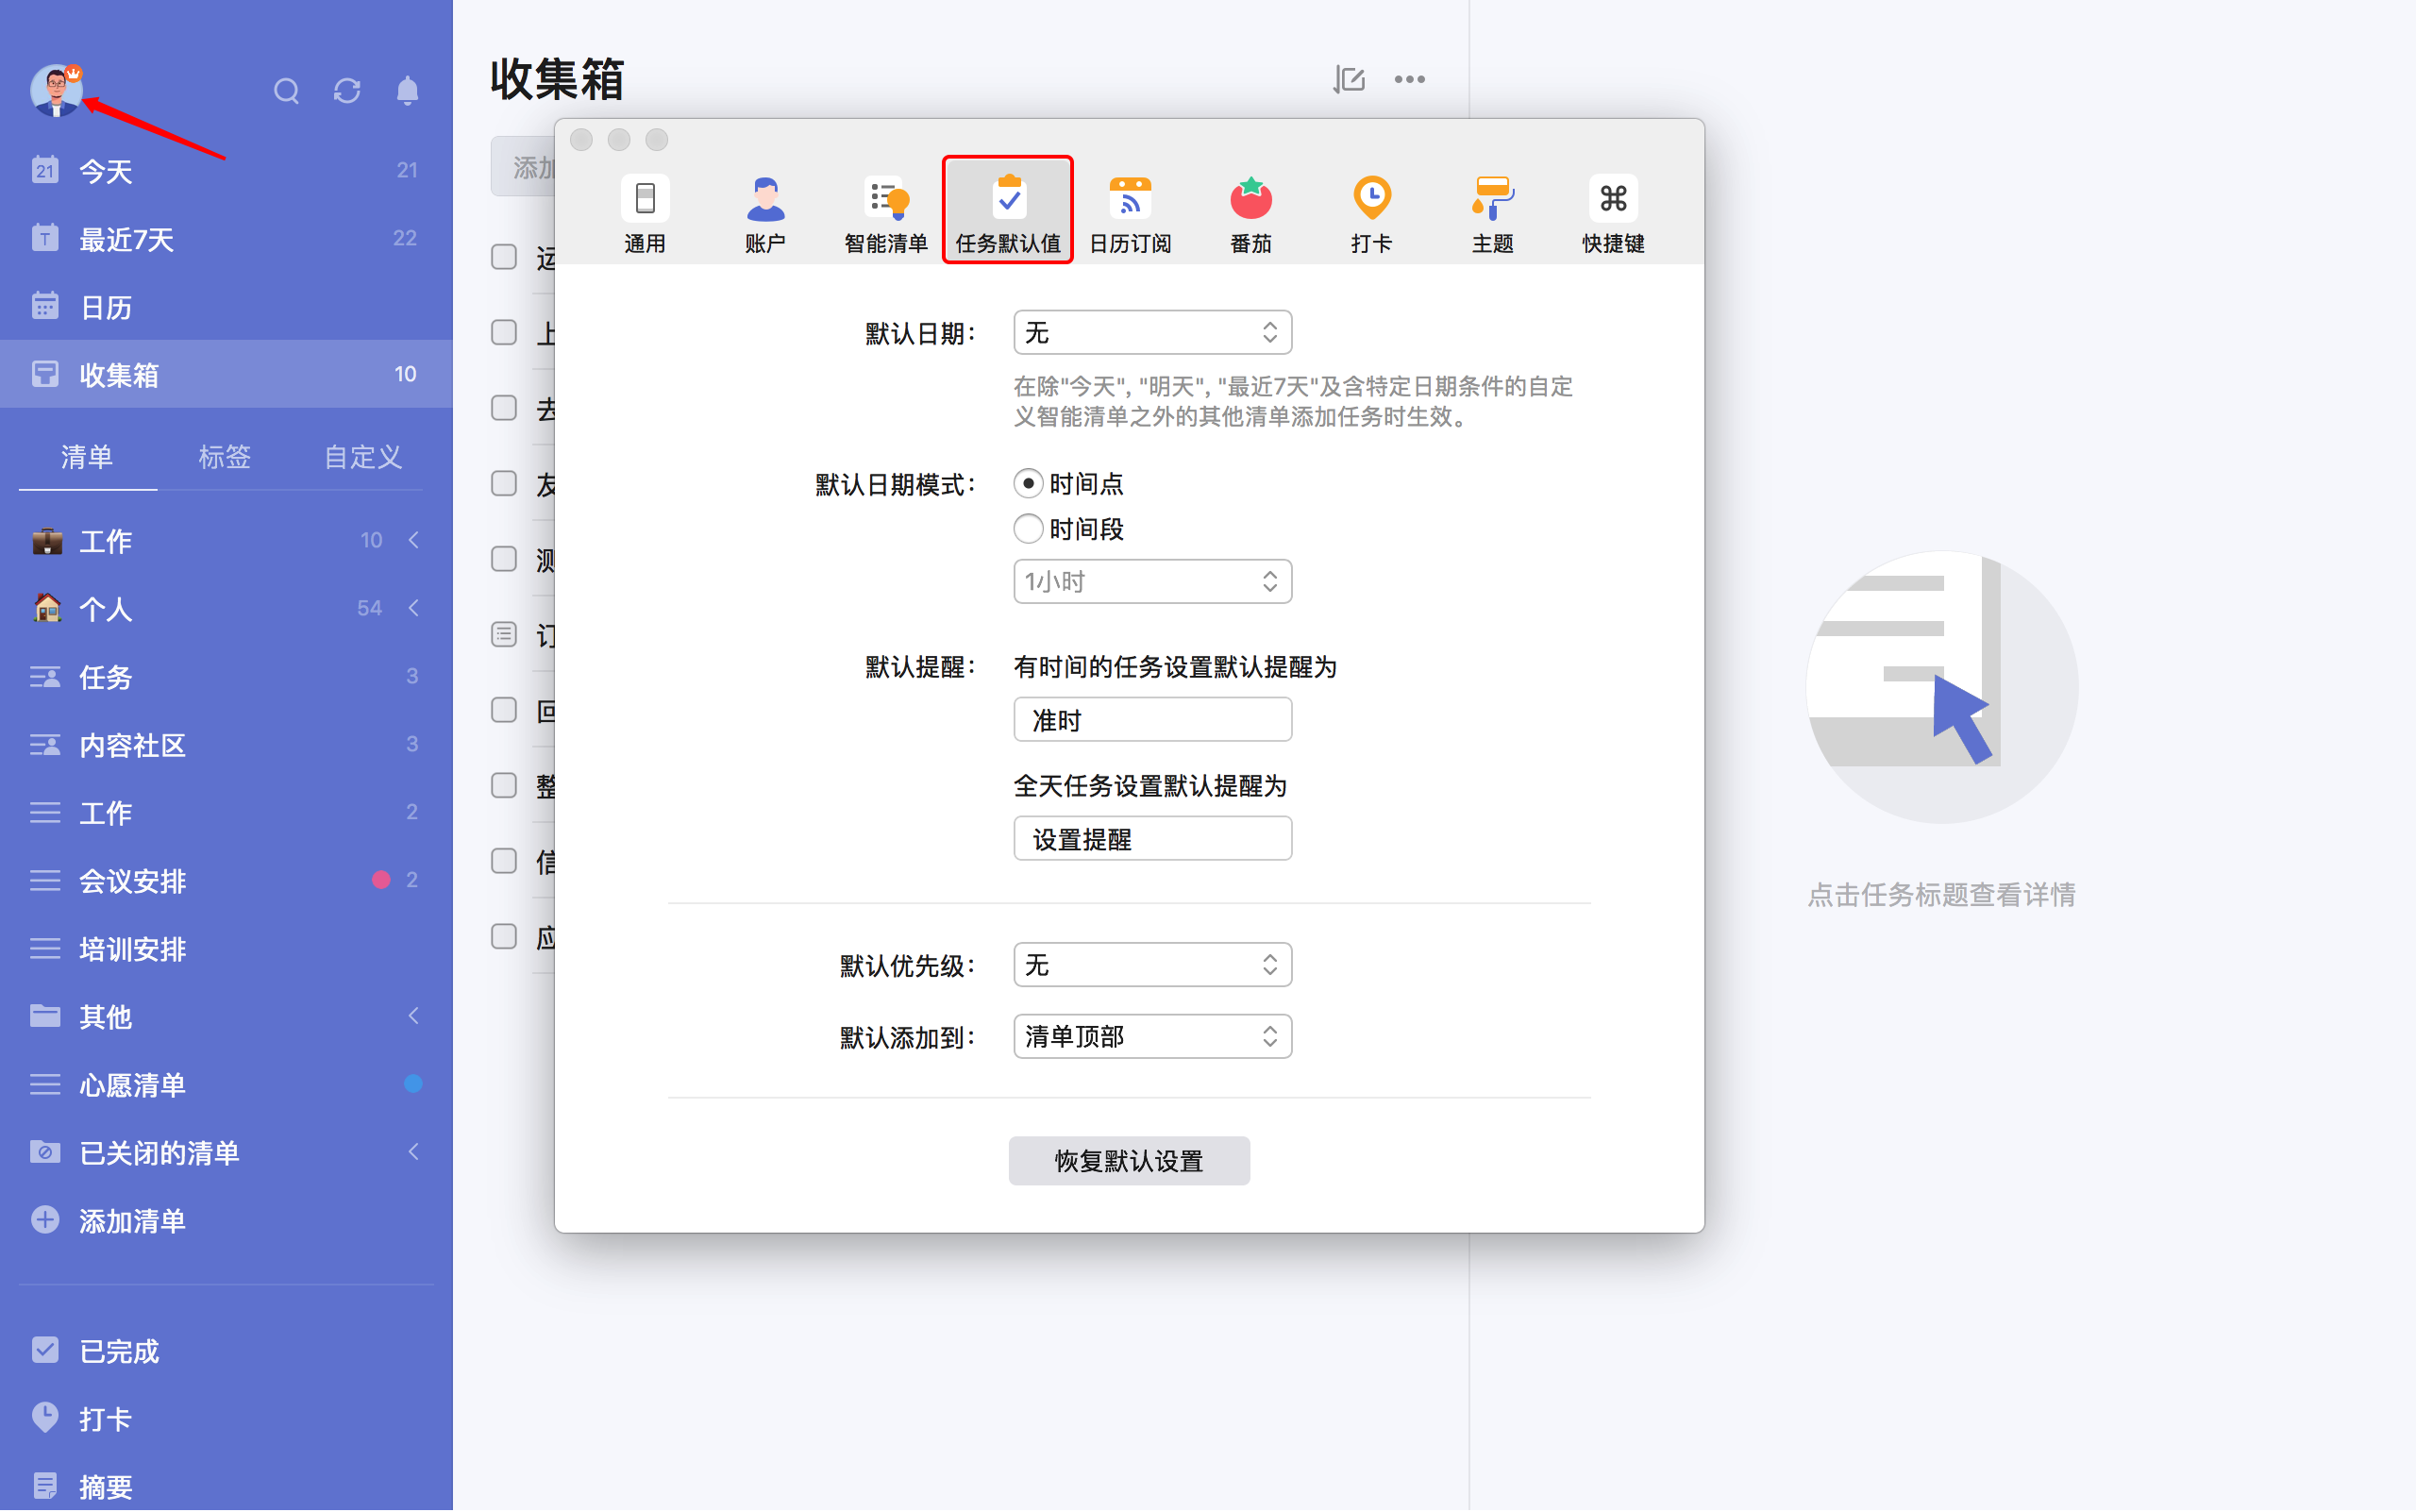 收集箱
21 今天 21
T 最近7天 22
日历
收集箱 10
清单 标签 自定义
工作 10
个人 54
任务 3
内容社区 3
工作 2
会议安排 2
培训安排
其他
心愿清单
已关闭的清单
添加清单
已完成
打卡
摘要
添加
运
上
去
友
测
订
回
整
信
应
通用 账户 智能清单 任务默认值 日历订阅 番茄 打卡 主题 快捷键
默认日期: 无
在除"今天", "明天", "最近7天"及含特定日期条件的自定
义智能清单之外的其他清单添加任务时生效。
默认日期模式: 时间点
时间段
1小时
默认提醒: 有时间的任务设置默认提醒为
准时
全天任务设置默认提醒为
设置提醒
默认优先级: 无
默认添加到: 清单顶部
恢复默认设置
点击任务标题查看详情